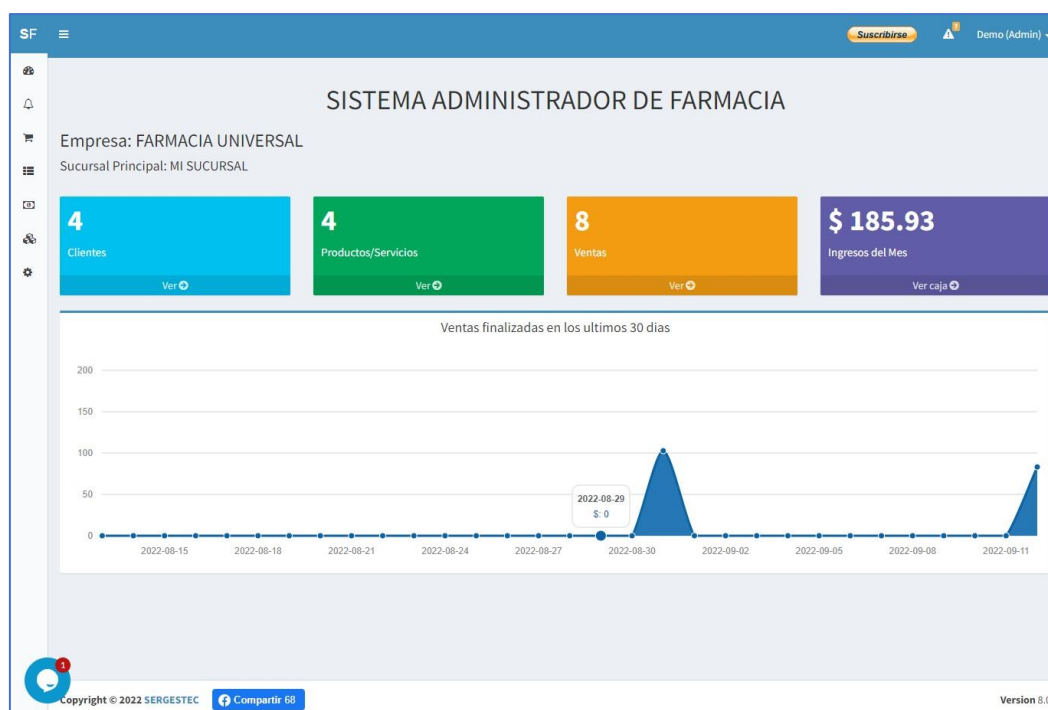 SF
Suscribirse
Demo (Admin)
SISTEMA ADMINISTRADOR DE FARMACIA
Empresa: FARMACIA UNIVERSAL
Sucursal Principal: MI SUCURSAL
4
Clientes
Ver
4
Productos/Servicios
Ver
8
Ventas
Ver
$ 185.93
Ingresos del Mes
Ver caja
Ventas finalizadas en los ultimos 30 dias
200
150
100
50
0
2022-08-29
$: 0
2022-08-15 2022-08-18 2022-08-21 2022-08-24 2022-08-27 2022-08-30 2022-09-02 2022-09-05 2022-09-08 2022-09-11
1
Copyright © 2022 SERGESTEC Compartir 68 Version 8.0